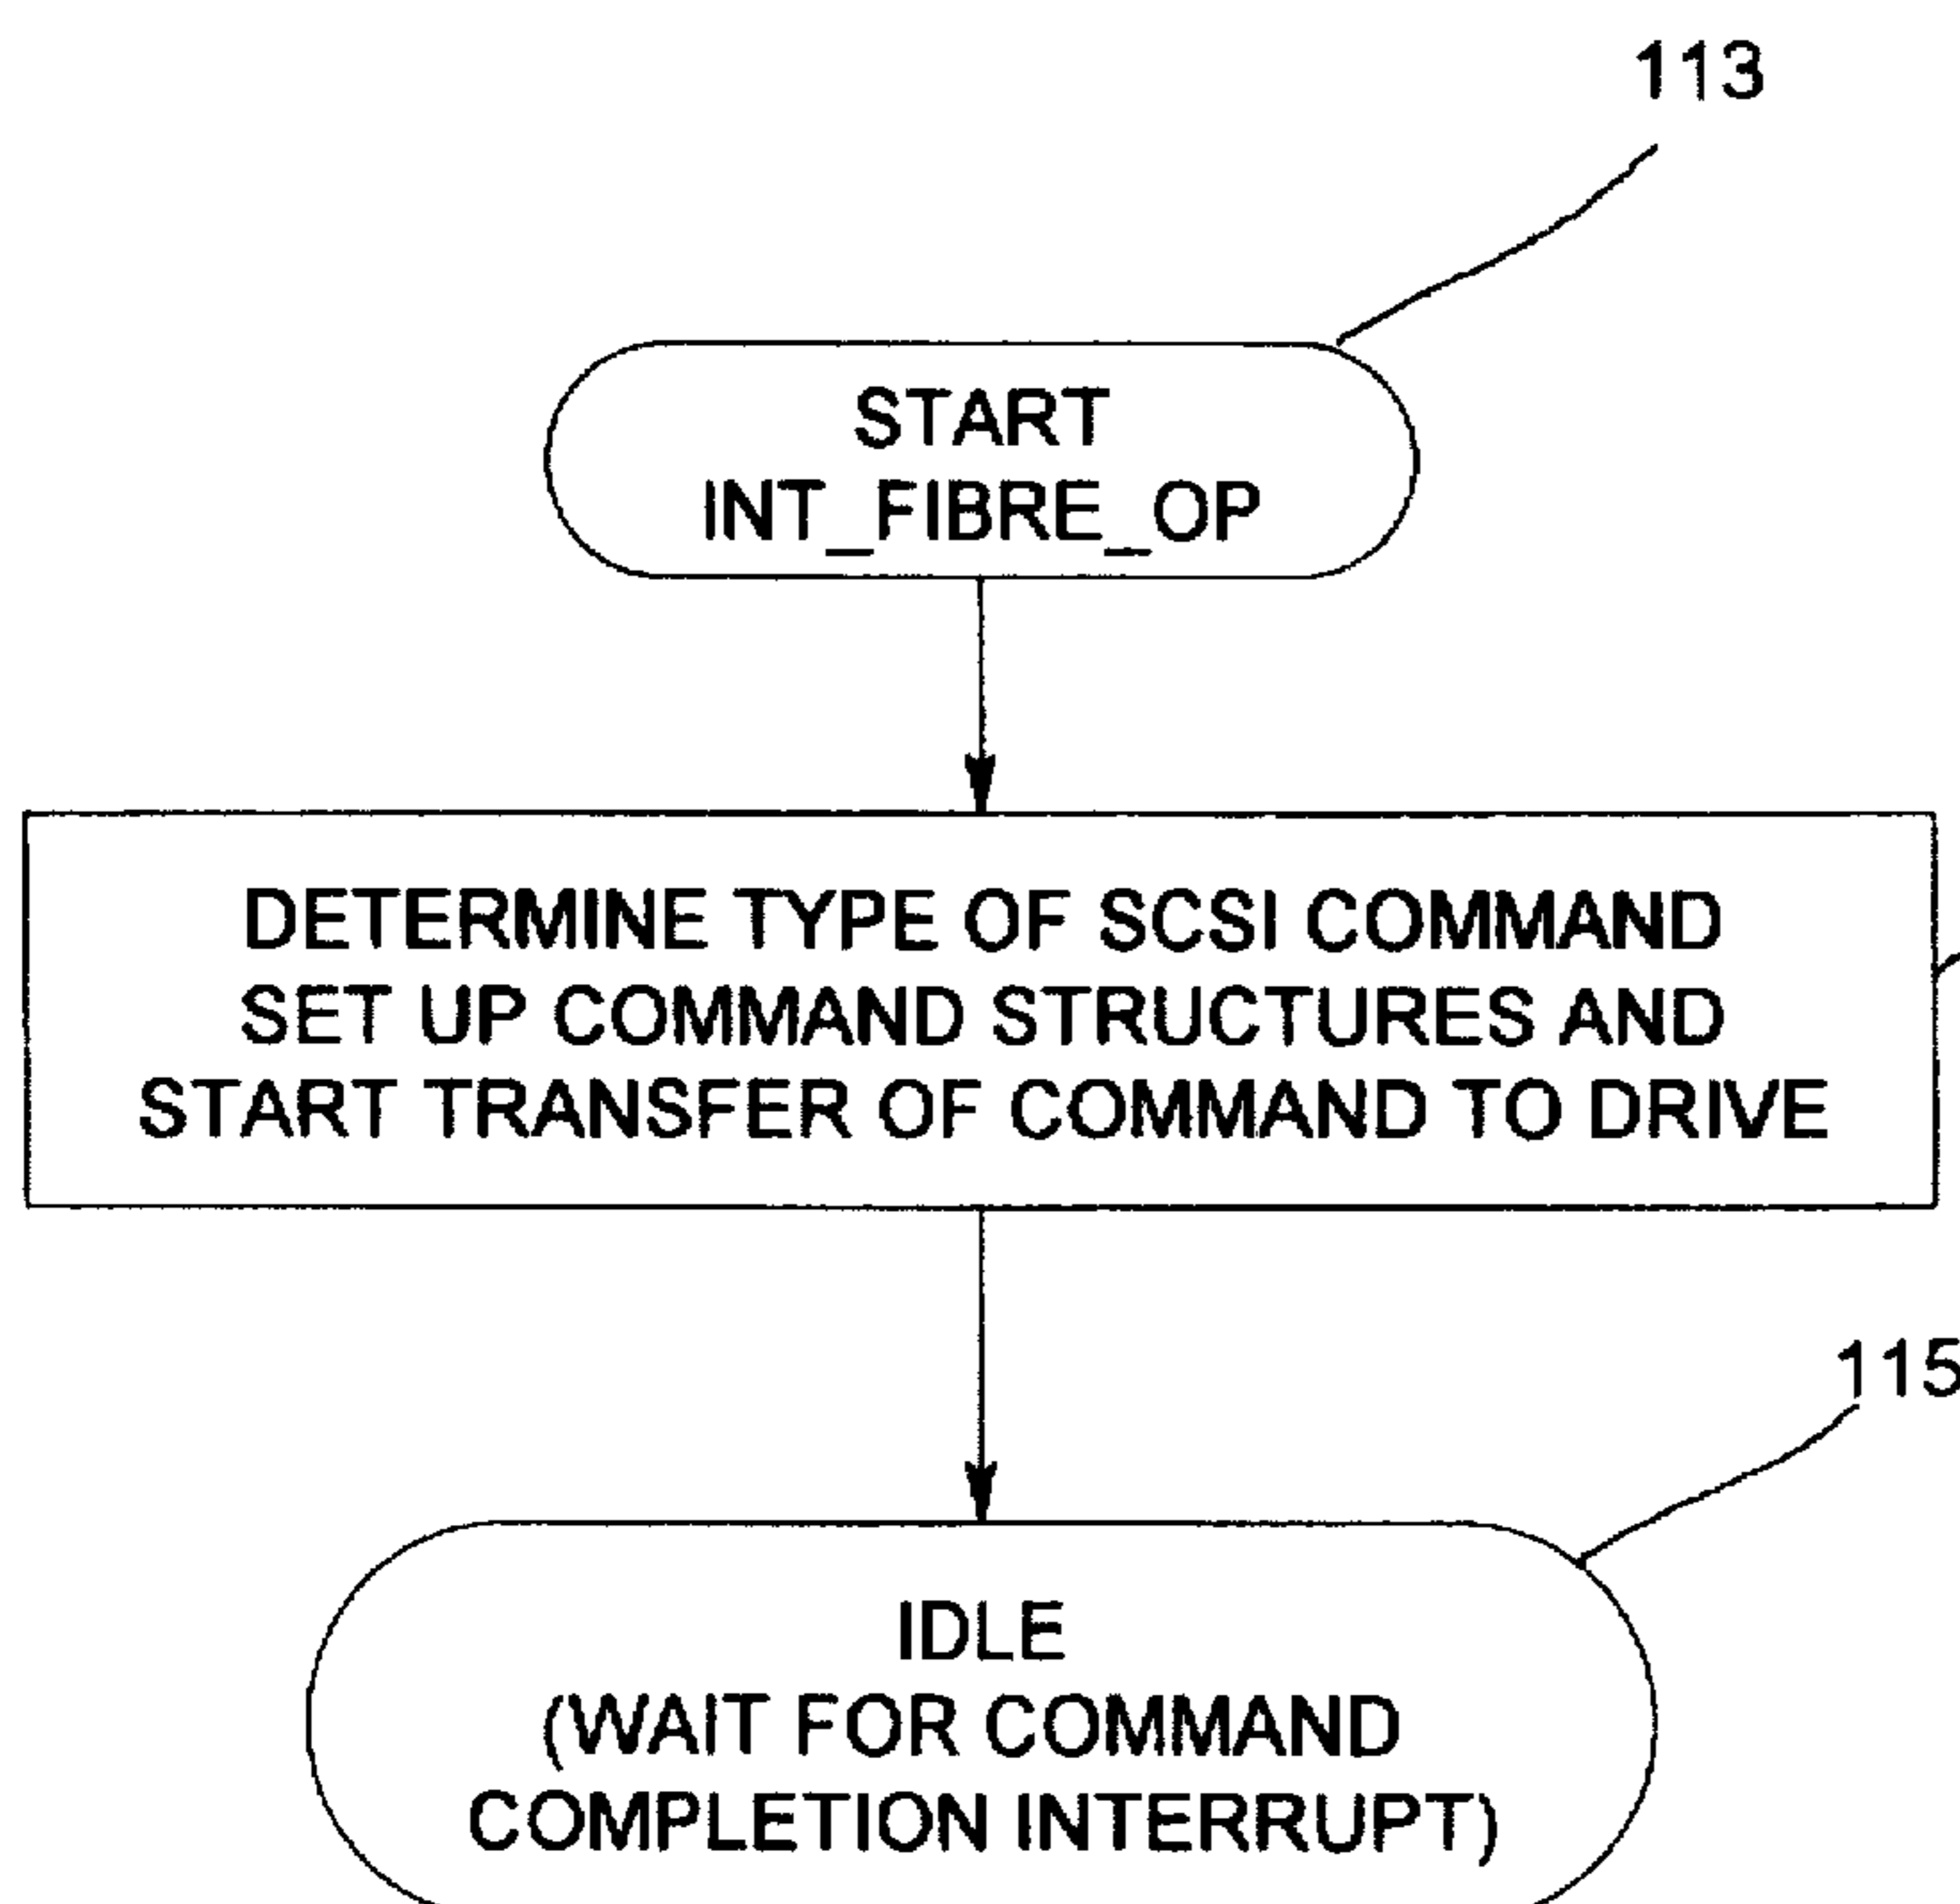 113
START
INT_FIBRE_OP
DETERMINE TYPE OF SCSI COMMAND
SET UP COMMAND STRUCTURES AND
START TRANSFER OF COMMAND TO DRIVE
115
IDLE
(WAIT FOR COMMAND
COMPLETION INTERRUPT)